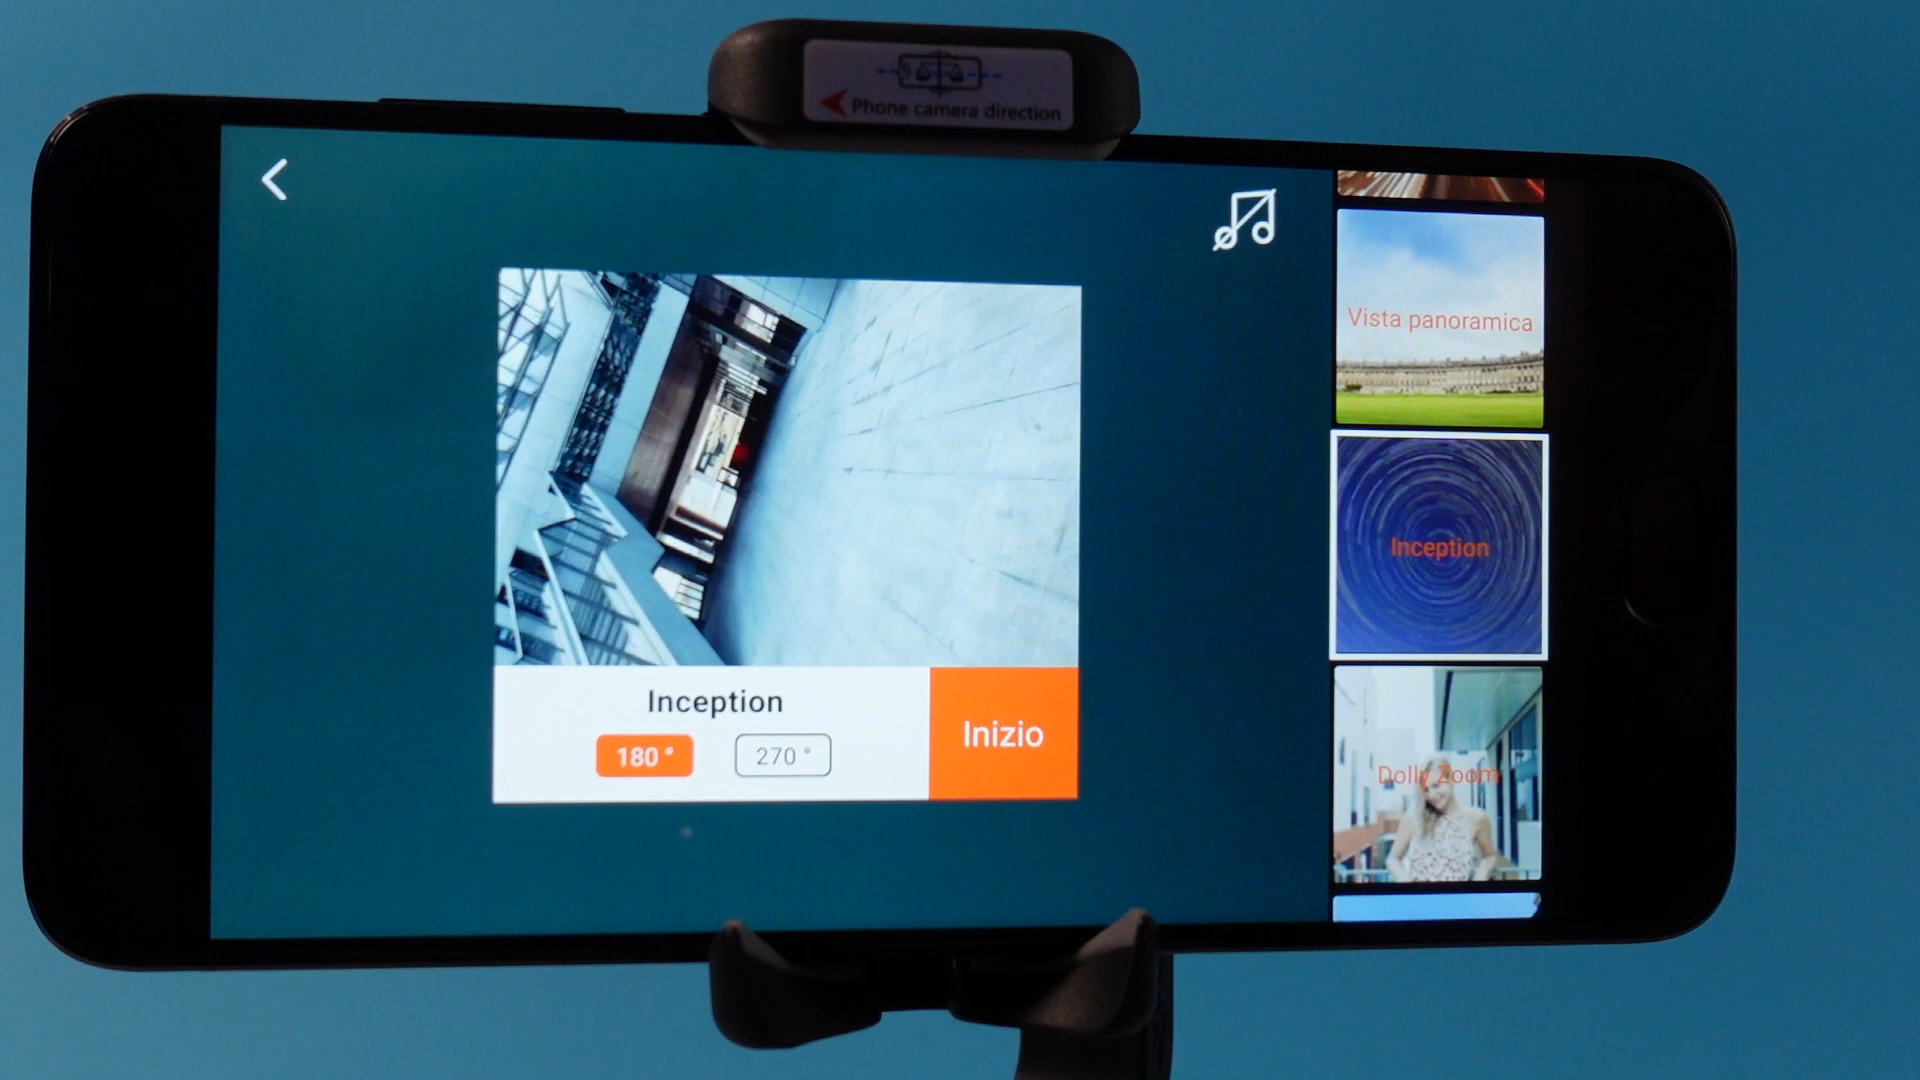 Phone camera direction
Vista panoramica
Inception
Dolly Zoom
Inception
180°
270°
Inizio